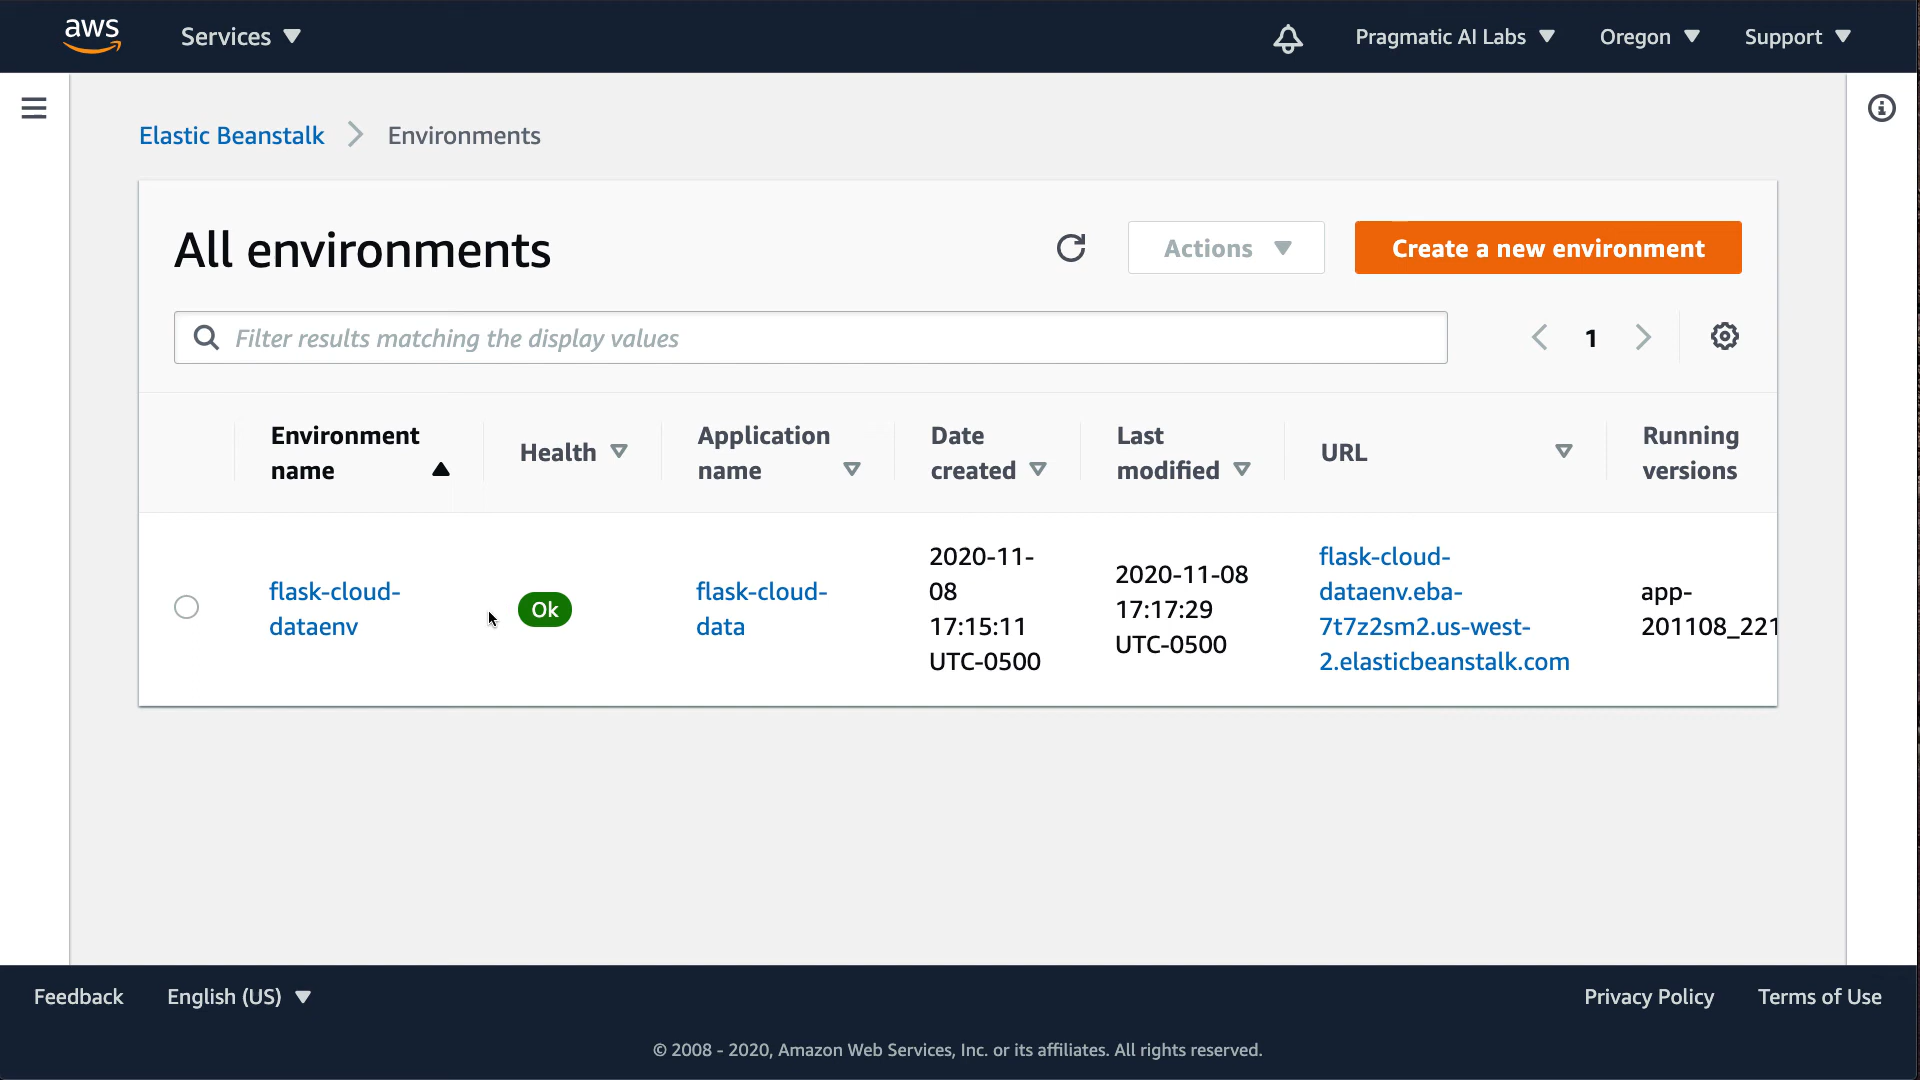 aws
Services
Pragmatic AI Labs
Oregon
Support
Elastic Beanstalk
Environments
All environments
Actions
Create a new environment
Filter results matching the display values
1
Environment
name
Health
Application
name
Date
created
Last
modified
URL
Running
versions
flask-cloud-
dataenv
Ok
flask-cloud-
data
2020-11-
08
17:15:11
UTC-0500
2020-11-08
17:17:29
UTC-0500
flask-cloud-
dataenv.eba-
7t7z2sm2.us-west-
2.elasticbeanstalk.com
app-
201108_221
Feedback
English (US)
Privacy Policy
Terms of Use
© 2008 - 2020, Amazon Web Services, Inc. or its affiliates. All rights reserved.